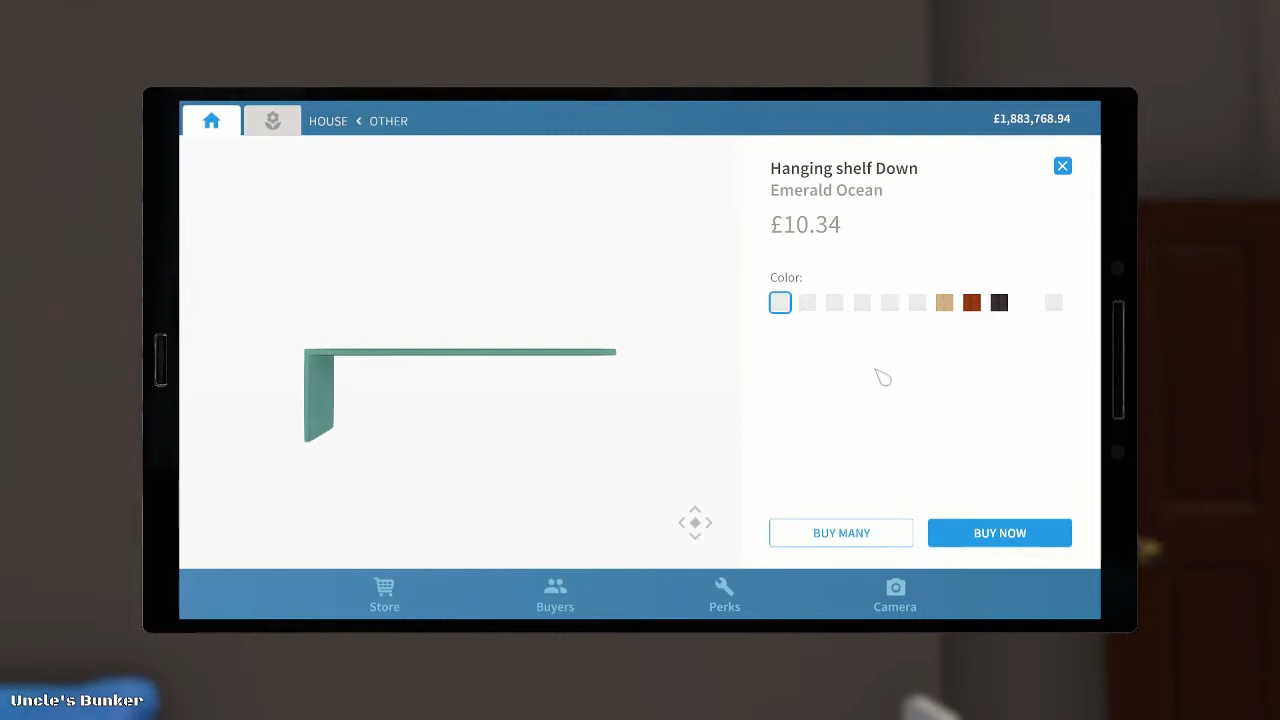 HOUSE < OTHER
£1,883,768.94
Hanging shelf Down
Emerald Ocean
£10.34
Color:
BUY MANY
BUY NOW
Store
Buyers
Perks
Camera
Uncle's Bunker